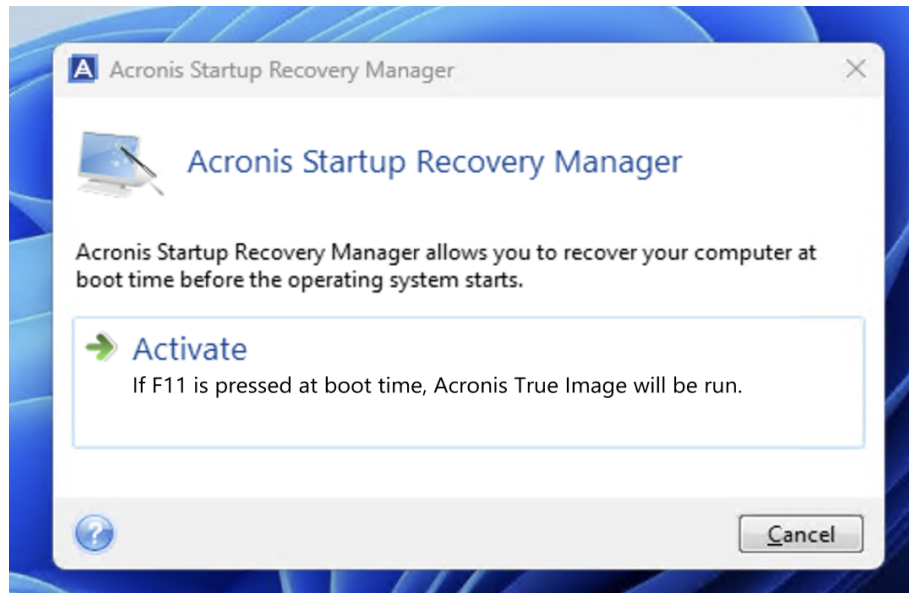 Acronis Startup Recovery Manager
Acronis Startup Recovery Manager
Acronis Startup Recovery Manager allows you to recover your computer at
boot time before the operating system starts.
Activate
If F11 is pressed at boot time, Acronis True Image will be run.
Cancel